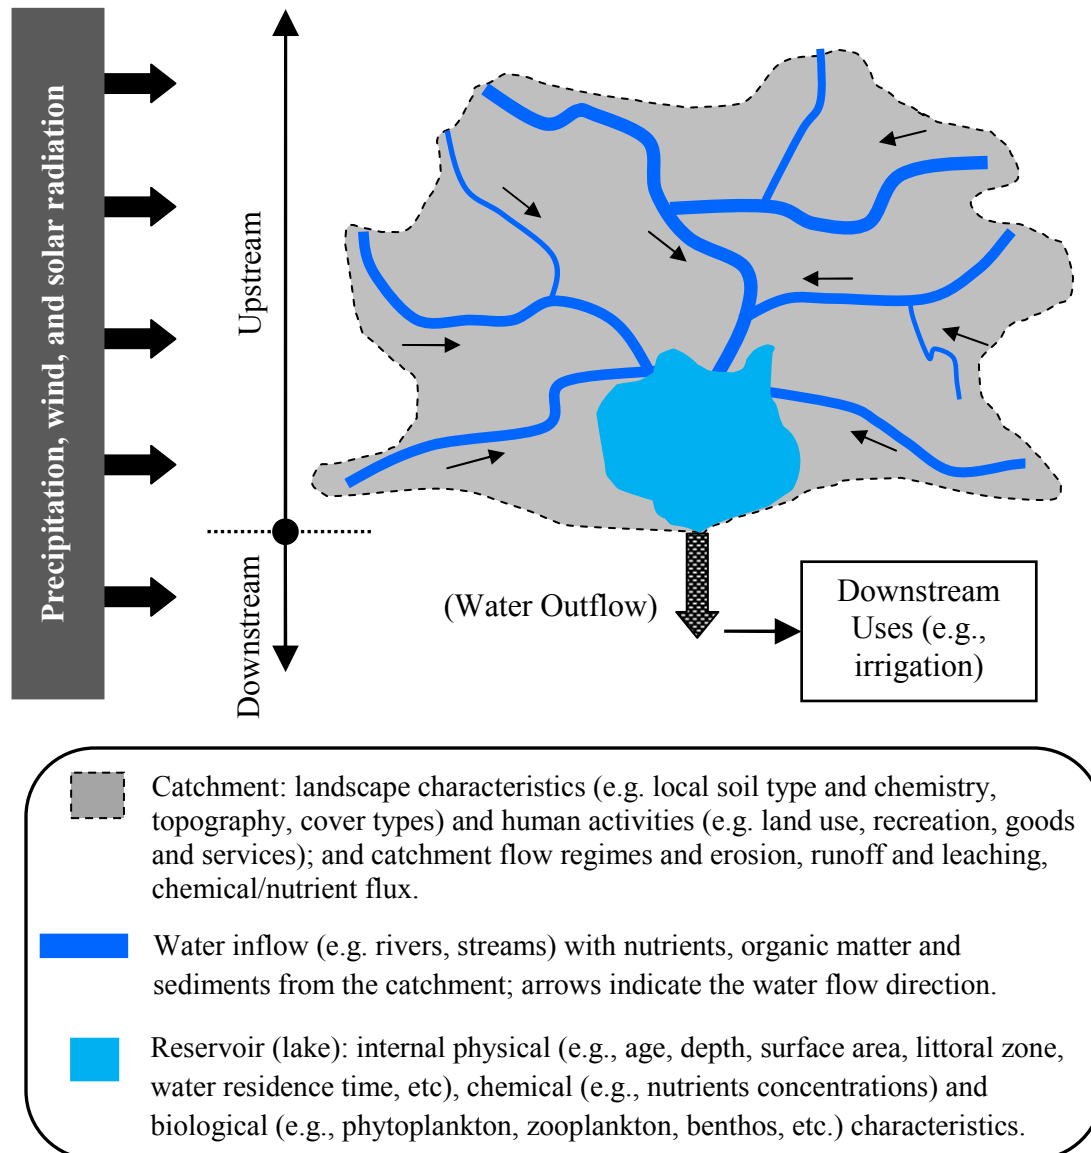 Precipitation, wind, and solar radiation
Upstream
Downstream
(Water Outflow)
Downstream
Uses (e.g.,
irrigation)
Catchment: landscape characteristics (e.g. local soil type and chemistry,
topography, cover types) and human activities (e.g. land use, recreation, goods
and services); and catchment flow regimes and erosion, runoff and leaching,
chemical/nutrient flux.
Water inflow (e.g. rivers, streams) with nutrients, organic matter and
sediments from the catchment; arrows indicate the water flow direction.
Reservoir (lake): internal physical (e.g., age, depth, surface area, littoral zone,
water residence time, etc), chemical (e.g., nutrients concentrations) and
biological (e.g., phytoplankton, zooplankton, benthos, etc.) characteristics.